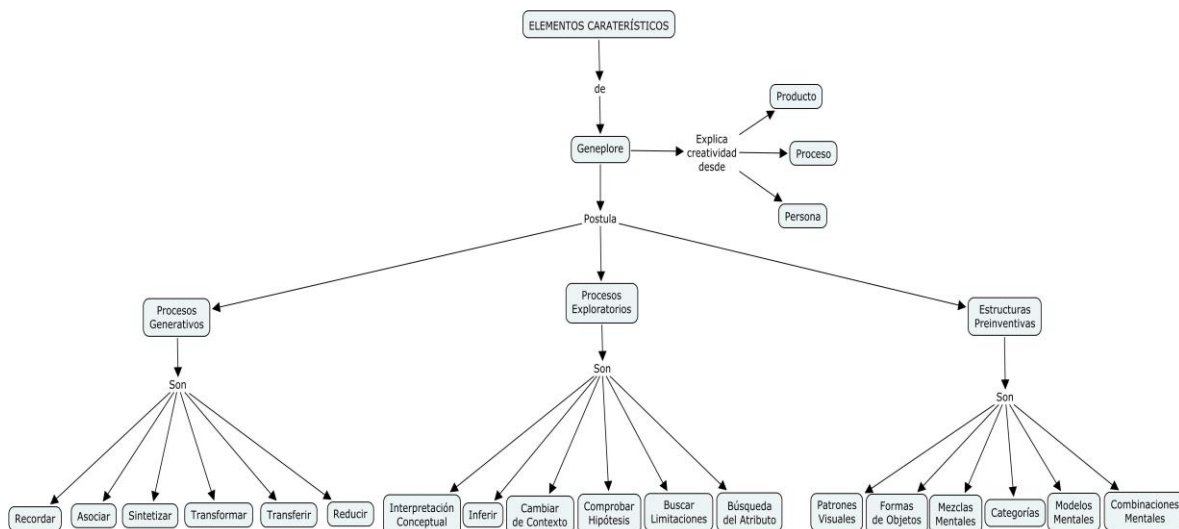 ELEMENTOS CARATERÍSTICOS
de
Producto
Geneplore
Explica
creatividad
desde
Proceso
Persona
Postula
Procesos
Generativos
Procesos
Exploratorios
Estructuras
Preinventivas
Son
Son
Son
Recordar
Asociar
Sintetizar
Transformar
Transferir
Reducir
Interpretación
Conceptual
Inferir
Cambiar
de Contexto
Comprobar
Hipótesis
Buscar
Limitaciones
Búsqueda
del Atributo
Patrones
Visuales
Formas
de Objetos
Mezclas
Mentales
Categorías
Modelos
Mentales
Combinaciones
Mentales